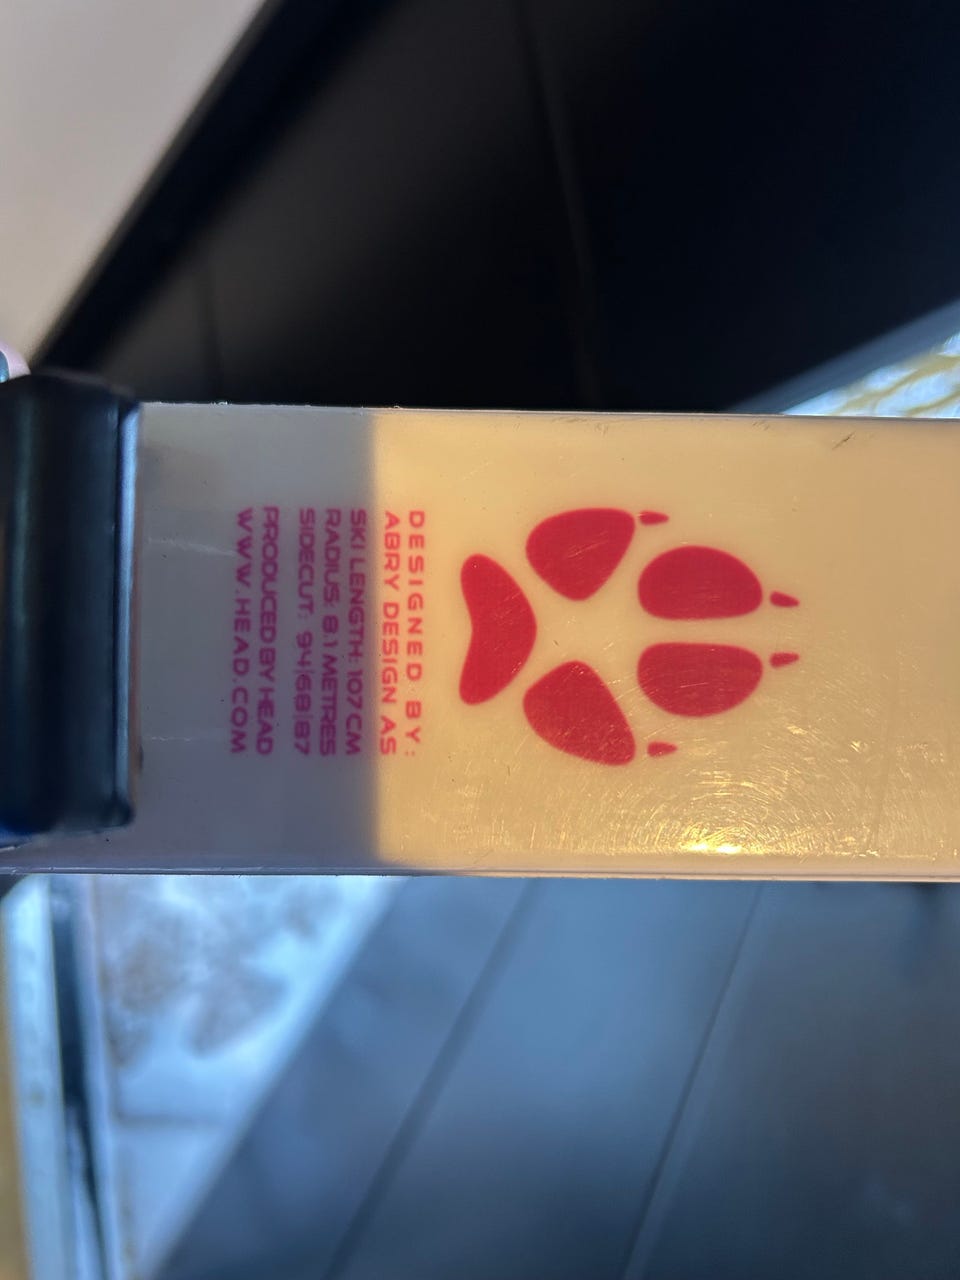 DESIGNED BY:
ABRY DESIGN AS
SKI LENGTH: 107 CM
RADIUS: 8.1 METRES
SIDECUT: 94|68|87
PRODUCED BY HEAD
WWW.HEAD.COM